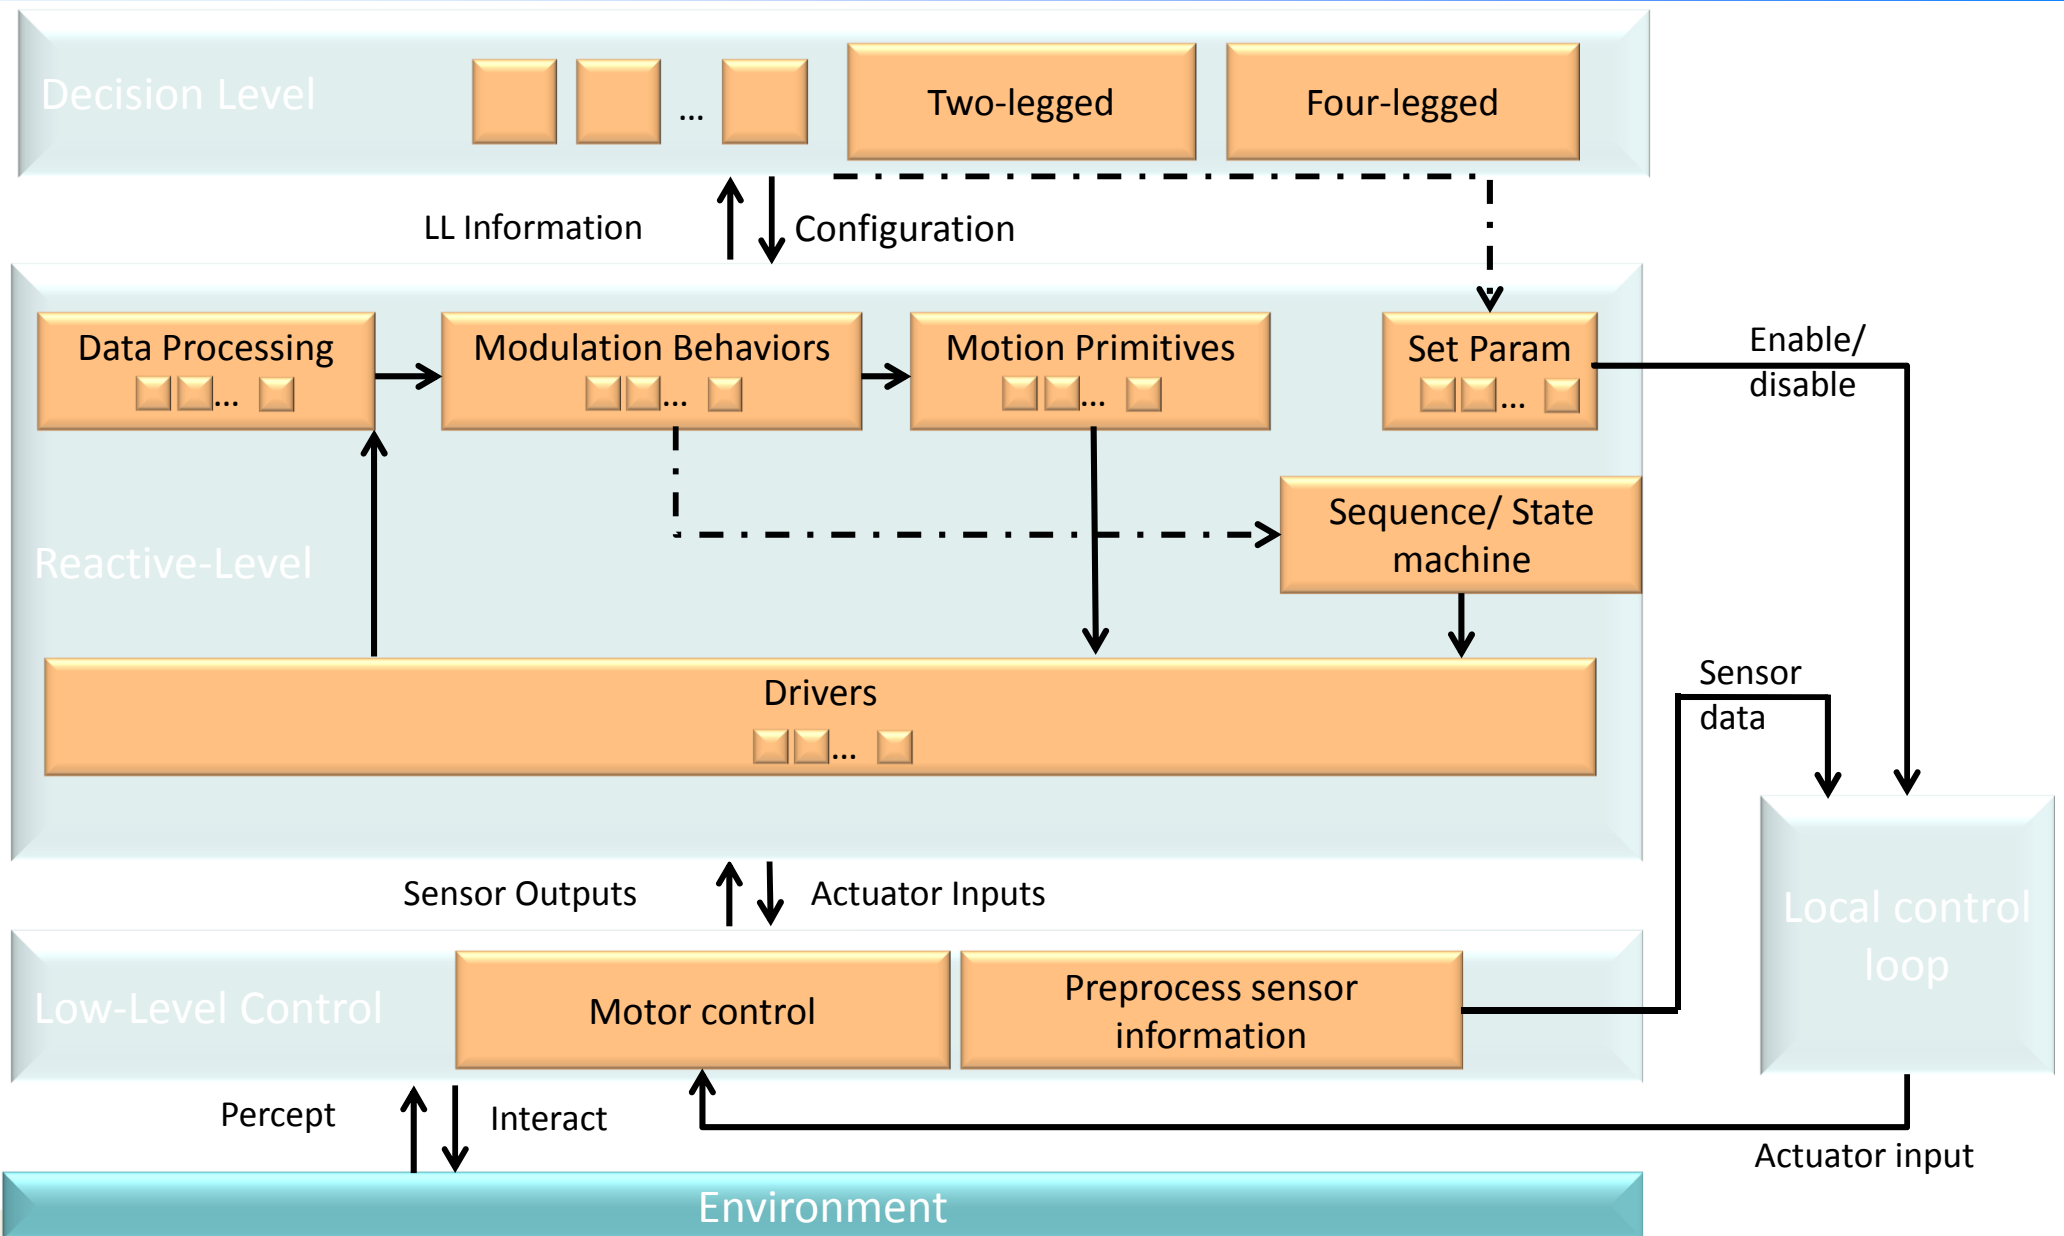 Decision Level
...
Two-legged
Four-legged
LL Information
Configuration
Data Processing
...
Modulation Behaviors
...
Motion Primitives
...
Set Param
...
Enable/
disable
Sequence/ State
machine
Reactive-Level
Drivers
...
Sensor
data
Sensor Outputs
Actuator Inputs
Local control
loop
Low-Level Control
Motor control
Preprocess sensor
information
Percept
Interact
Actuator input
Environment